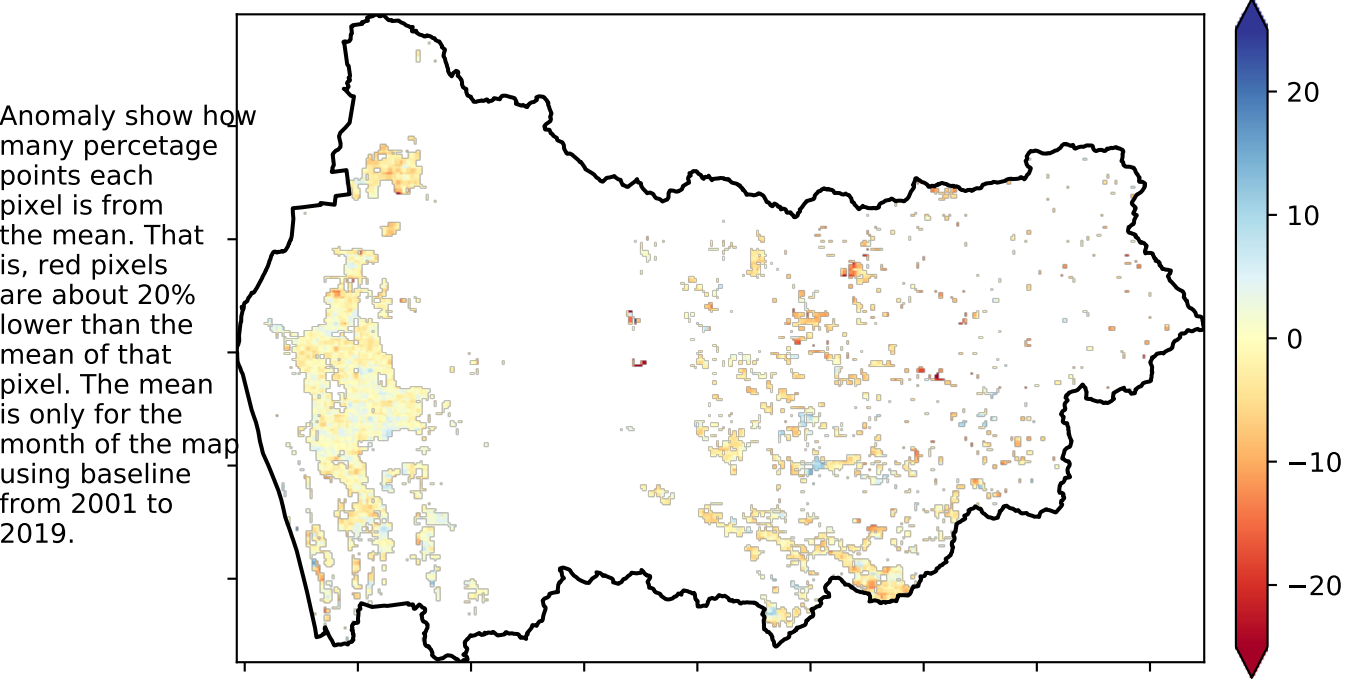 Anomaly show how
many percetage
points each
pixel is from
the mean. That
is, red pixels
are about 20%
lower than the
mean of that
pixel. The mean
is only for the
month of the map
using baseline
from 2001 to
2019.
20
10
0
−10
−20